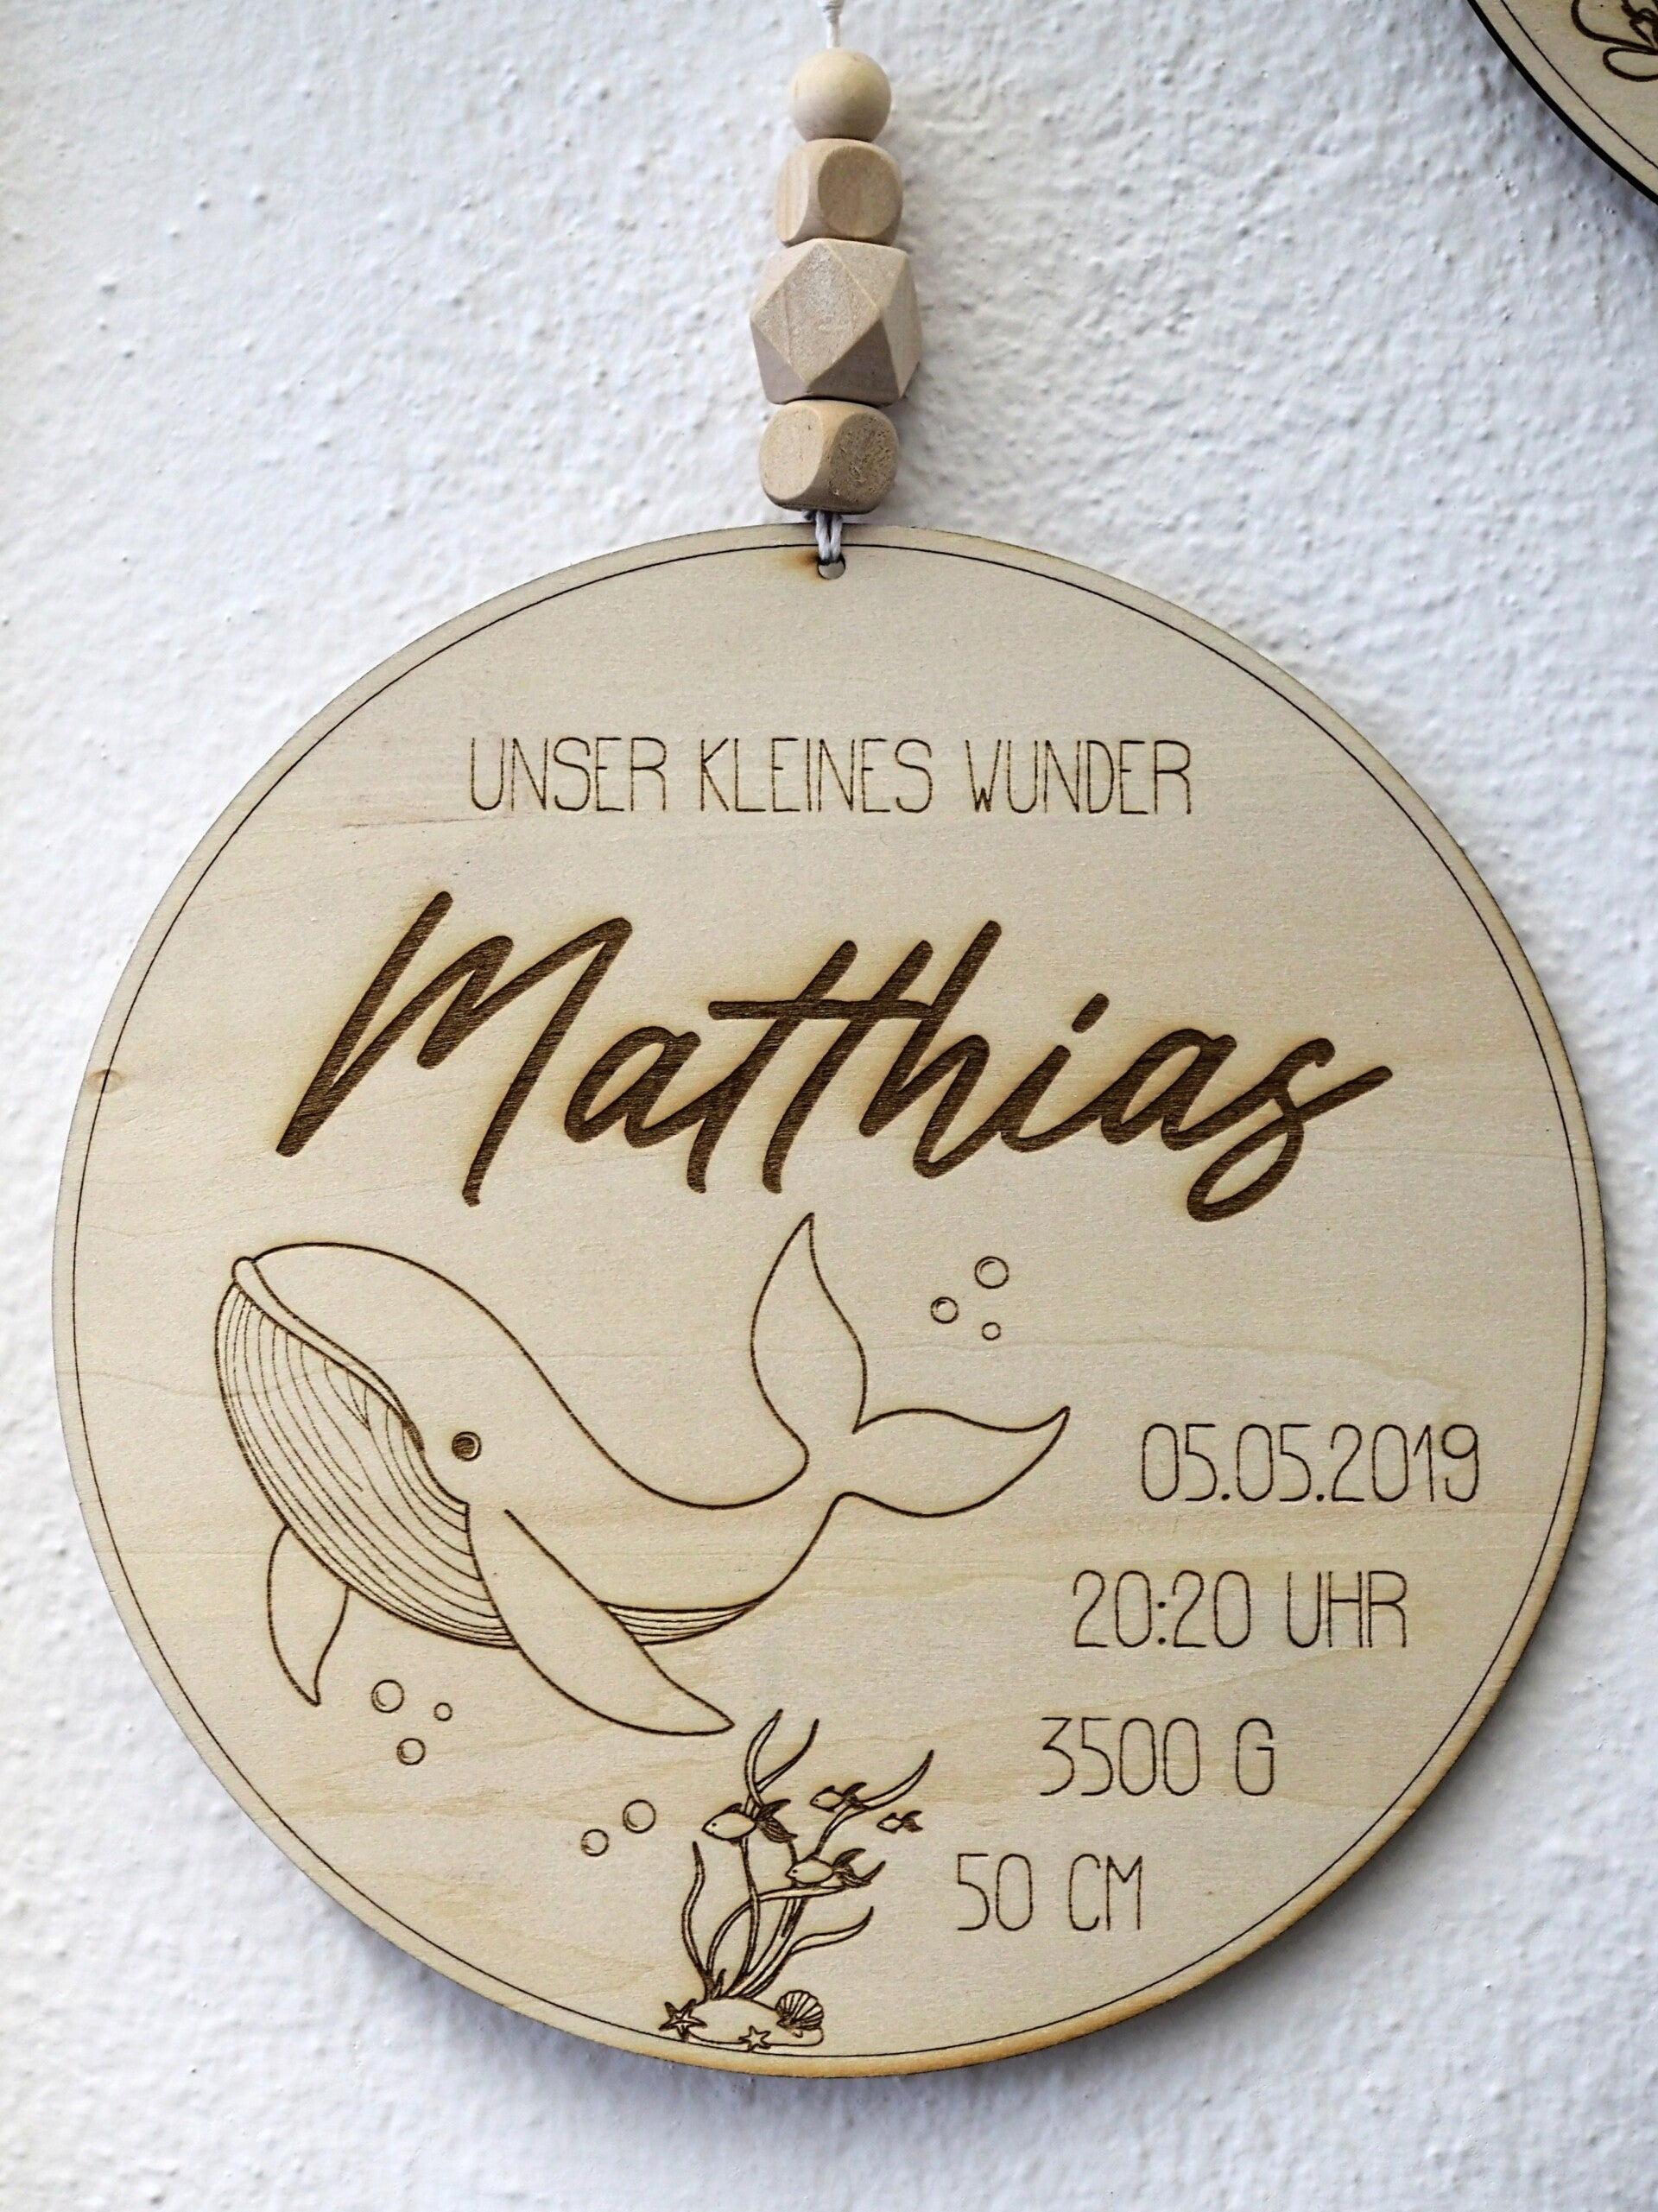 UNSER KLEINES WUNDER
Matthias
05.05.2019
20:20 UHR
3500 G
50 CM